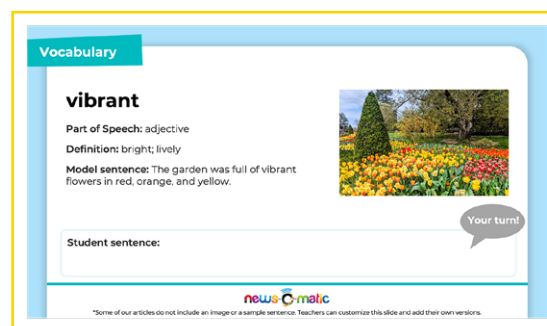 Vocabulary
vibrant
Part of Speech: adjective
Definition: bright; lively
Model sentence: The garden was full of vibrant
flowers in red, orange, and yellow.
Your turn!
Student sentence:
news-O-matic
*Some of our articles do not include an image or a sample sentence. Teachers can customize this slide and add their own versions.